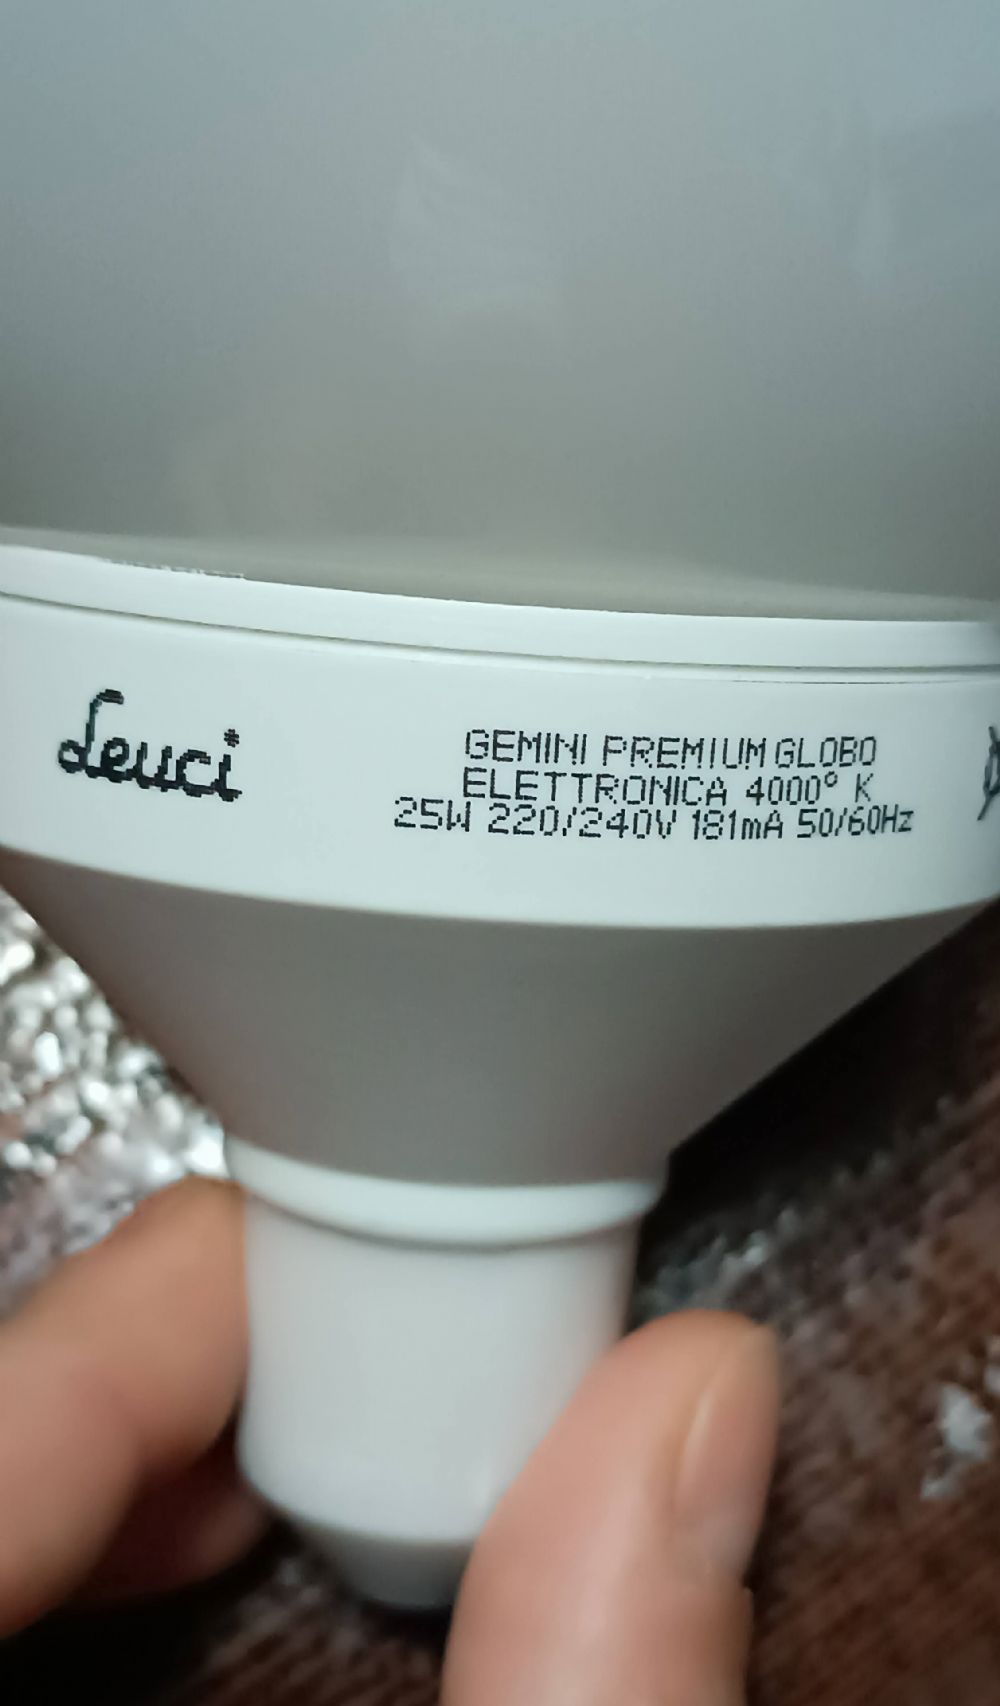 Leuci
GEMINI PREMIUM GLOBO
ELETTRONICA 4000° K
25W 220/240V 181mA 50/60Hz